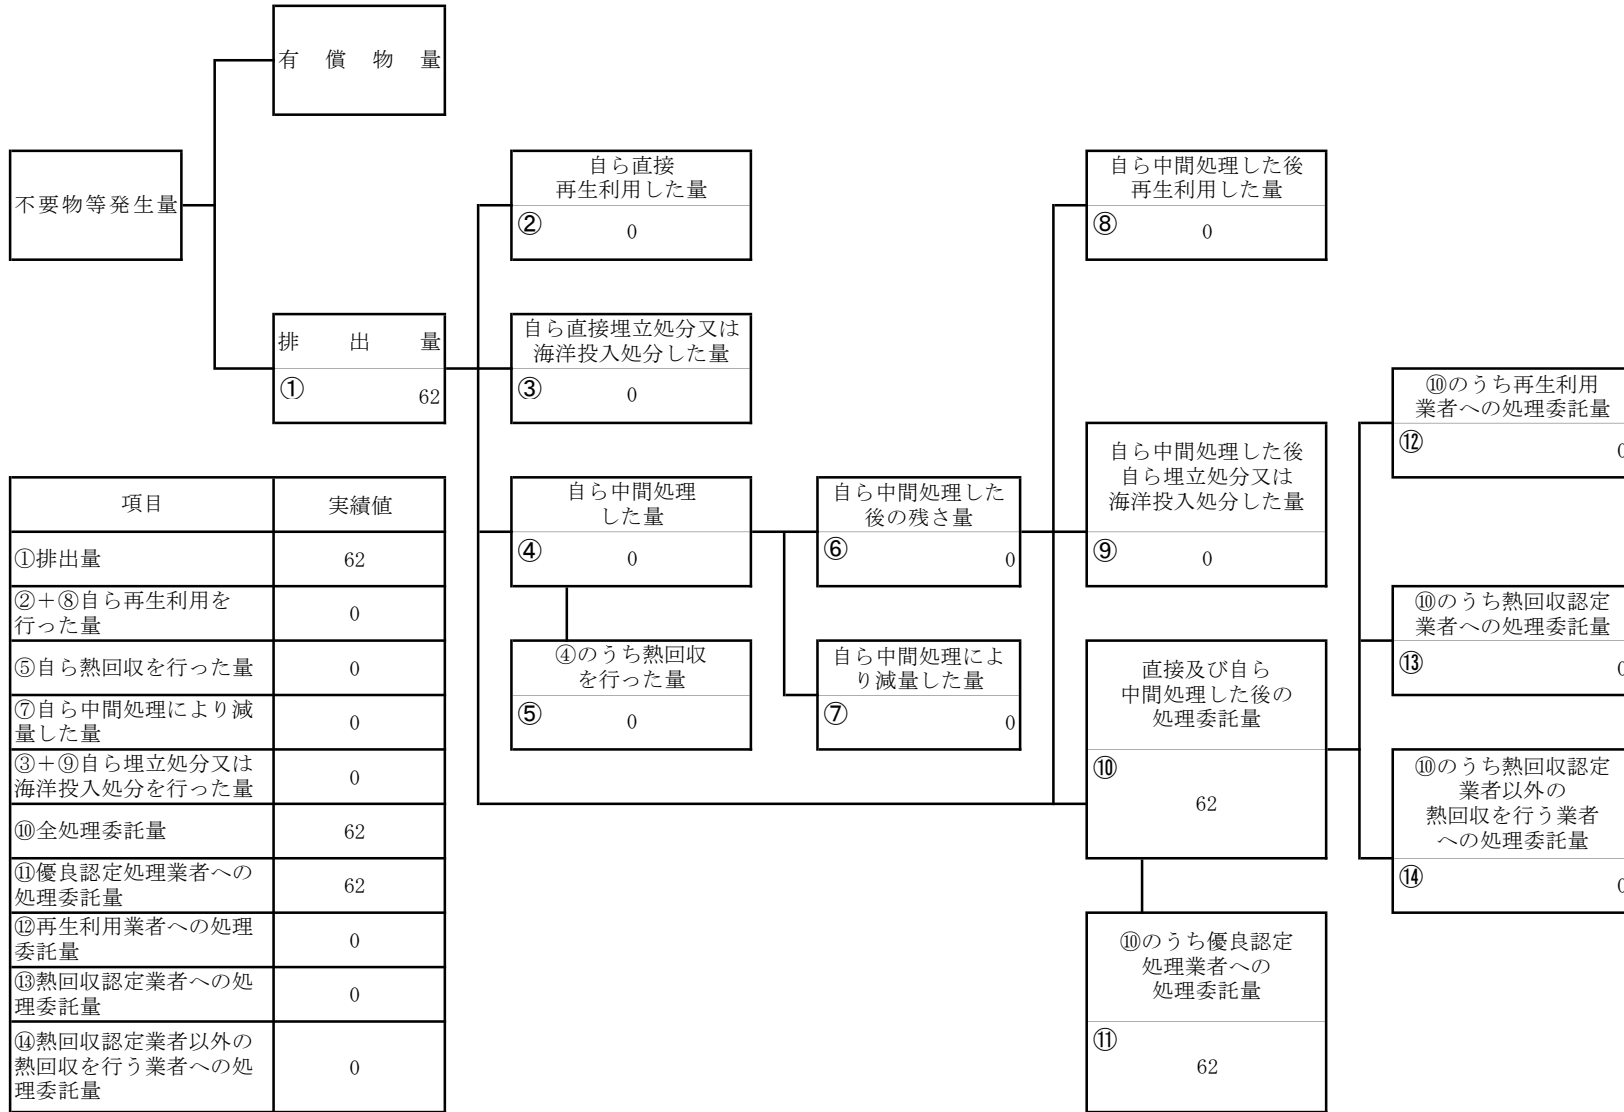 有償物量
不要物等発生量
自ら直接
再生利用した量
② 0
自ら中間処理した後
再生利用した量
⑧ 0
排出量
① 62
自ら直接埋立処分又は
海洋投入処分した量
③ 0
⑩のうち再生利用
業者への処理委託量
⑫ 0
自ら中間処理した後
自ら埋立処分又は
海洋投入処分した量
⑨ 0
自ら中間処理
した量
④ 0
自ら中間処理した
後の残さ量
⑥ 0
④のうち熱回収
を行った量
⑤ 0
自ら中間処理によ
り減量した量
⑦ 0
直接及び自ら
中間処理した後の
処理委託量
⑩
62
⑩のうち熱回収認定
業者への処理委託量
⑬ 0
⑩のうち熱回収認定
業者以外の
熱回収を行う業者
への処理委託量
⑭ 0
⑩のうち優良認定
処理業者への
処理委託量
⑪
62
項目 実績値
①排出量 62
②+⑧自ら再生利用を
行った量 0
⑤自ら熱回収を行った量 0
⑦自ら中間処理により減
量した量 0
③+⑨自ら埋立処分又は
海洋投入処分を行った量 0
⑩全処理委託量 62
⑪優良認定処理業者への
処理委託量 62
⑫再生利用業者への処理
委託量 0
⑬熱回収認定業者への処
理委託量 0
⑭熱回収認定業者以外の
熱回収を行う業者への処
理委託量 0